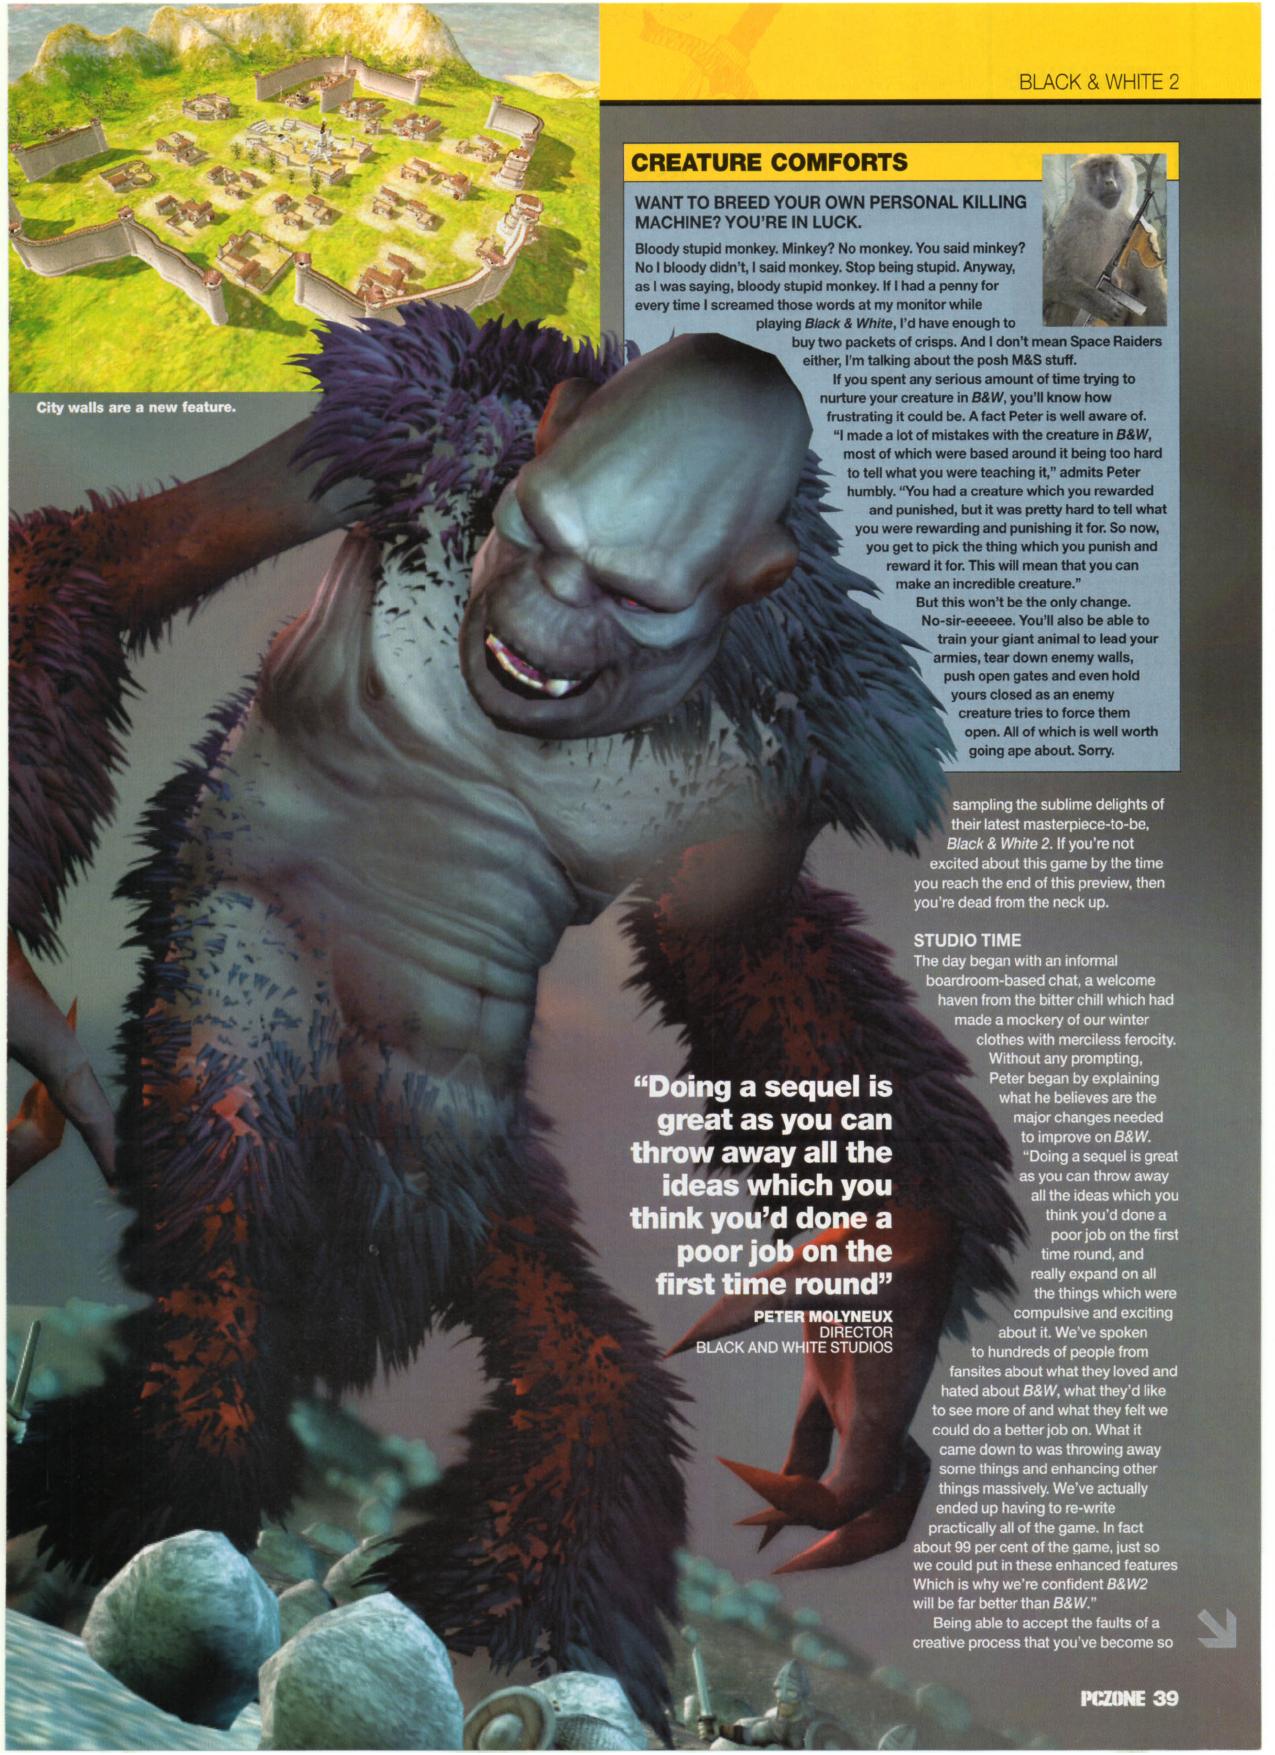 BLACK & WHITE 2
City walls are a new feature.
CREATURE COMFORTS
WANT TO BREED YOUR OWN PERSONAL KILLING
MACHINE? YOU'RE IN LUCK.
Bloody stupid monkey. Minkey? No monkey. You said minkey?
No I bloody didn't, I said monkey. Stop being stupid. Anyway,
as I was saying, bloody stupid monkey. If I had a penny for
every time I screamed those words at my monitor while
playing Black & White, I'd have enough to
buy two packets of crisps. And I don't mean Space Raiders
either, I'm talking about the posh M&S stuff.
If you spent any serious amount of time trying to
nurture your creature in B&W, you'll know how
frustrating it could be. A fact Peter is well aware of.
“I made a lot of mistakes with the creature in B&W,
most of which were based around it being too hard
to tell what you were teaching it,” admits Peter
humbly. “You had a creature which you rewarded
and punished, but it was pretty hard to tell what
you were rewarding and punishing it for. So now,
you get to pick the thing which you punish and
reward it for. This will mean that you can
make an incredible creature.”
But this won't be the only change.
No-sir-eeeeee. You'll also be able to
train your giant animal to lead your
armies, tear down enemy walls,
push open gates and even hold
yours closed as an enemy
creature tries to force them
open. All of which is well worth
going ape about. Sorry.
sampling the sublime delights of
their latest masterpiece-to-be,
Black & White 2. If you're not
excited about this game by the time
you reach the end of this preview, then
you're dead from the neck up.
STUDIO TIME
The day began with an informal
boardroom-based chat, a welcome
haven from the bitter chill which had
made a mockery of our winter
clothes with merciless ferocity.
Without any prompting,
Peter began by explaining
what he believes are the
major changes needed
to improve on B&W.
“Doing a sequel is great
as you can throw away
all the ideas which you
think you'd done a
poor job on the first
time round, and
really expand on all
the things which were
compulsive and exciting
about it. We've spoken
to hundreds of people from
fansites about what they loved and
hated about B&W, what they'd like
to see more of and what they felt we
could do a better job on. What it
came down to was throwing away
some things and enhancing other
things massively. We've actually
ended up having to re-write
practically all of the game. In fact
about 99 per cent of the game, just so
we could put in these enhanced features
Which is why we're confident B&W2
will be far better than B&W.”
Being able to accept the faults of a
creative process that you've become so
“Doing a sequel is
great as you can
throw away all the
ideas which you
think you'd done a
poor job on the
first time round”
PETER MOLYNEUX
DIRECTOR
BLACK AND WHITE STUDIOS
PCZONE 39